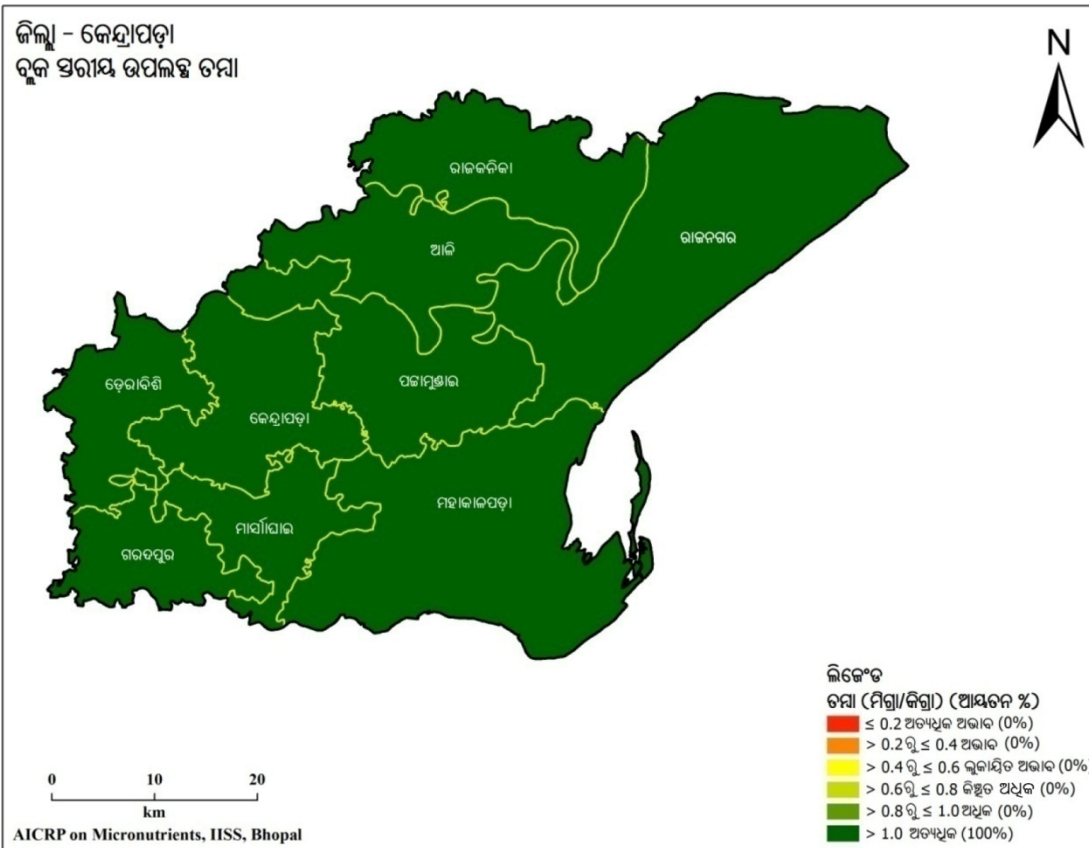 ଜିଲ୍ଲା - କେନ୍ଦ୍ରାପଡ଼ା
ବ୍ଲକ ସ୍ତରୀୟ ଉପଲବ୍ଧ ତମ୍ବା
N
ରାଜକନିକା
ରାଜନଗର
ଆଳି
ଡ଼େରାବିଶି
ପଟ୍ଟାମୁଣ୍ଡାଇ
କେନ୍ଦ୍ରାପଡ଼ା
ମହାକାଳପଡ଼ା
ମାର୍ସାଘାଇ
ଗରଦପୁର
ଲିଜେଂଡ
ତମ୍ବା (ମିଗ୍ରା/କିଗ୍ରା) (ଆୟତନ %)
≤ 0.2 ଅତ୍ୟଧିକ ଅଭାବ (0%)
> 0.2 ରୁ ≤ 0.4 ଅଭାବ (0%)
> 0.4 ରୁ ≤ 0.6 ଲୁକାୟିତ ଅଭାବ (0%)
> 0.6 ରୁ ≤ 0.8 କିଞ୍ଚିତ ଅଧିକ (0%)
> 0.8 ରୁ ≤ 1.0 ଅଧିକ (0%)
> 1.0 ଅତ୍ୟଧିକ (100%)
0 10 20
km
AICRP on Micronutrients, IISS, Bhopal